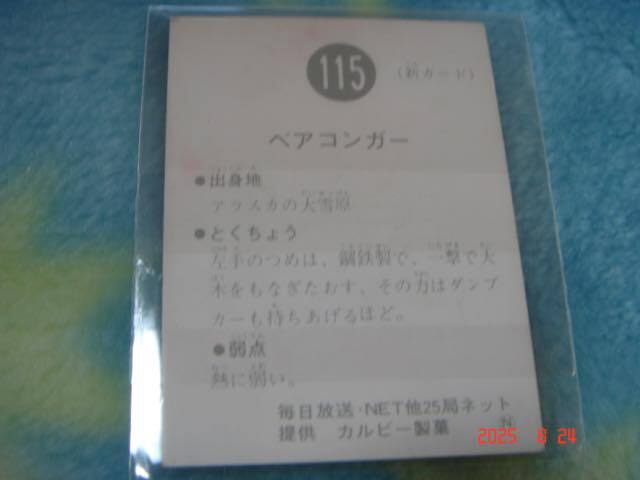 115
（新カード）
ベアコンガー
●出身地
アラスカの大雪原
●とくちょう
左手のつめは、鋼鉄製で、一撃で大
木をもなぎたおす、その力はダンプ
カーも持ちあげるほど。
●弱点
熱に弱い。
毎日放送・NET他25局ネット
提供　カルビー製菓
2025 8 24